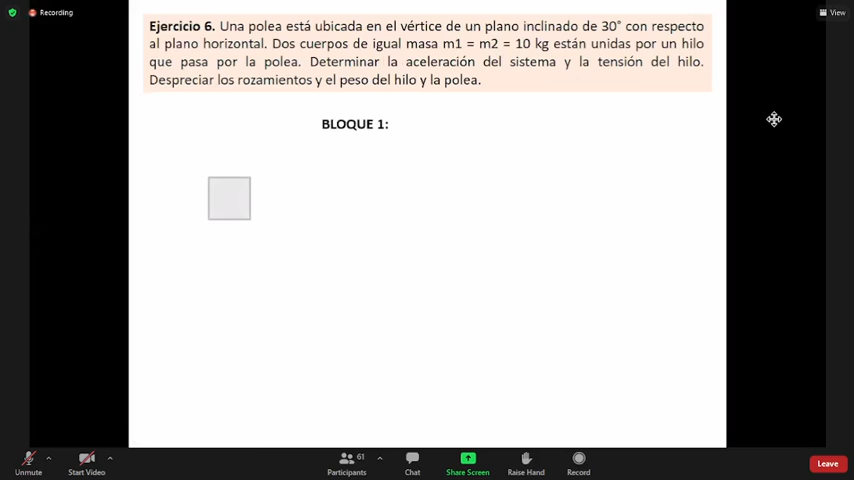 Recording
View
Ejercicio 6. Una polea está ubicada en el vértice de un plano inclinado de 30° con respecto
al plano horizontal. Dos cuerpos de igual masa m1 = m2 = 10 kg están unidas por un hilo
que pasa por la polea. Determinar la aceleración del sistema y la tensión del hilo.
Despreciar los rozamientos y el peso del hilo y la polea.
BLOQUE 1:
61
Unmute
Start Video
Participants
Chat
Share Screen
Raise Hand
Record
Leave